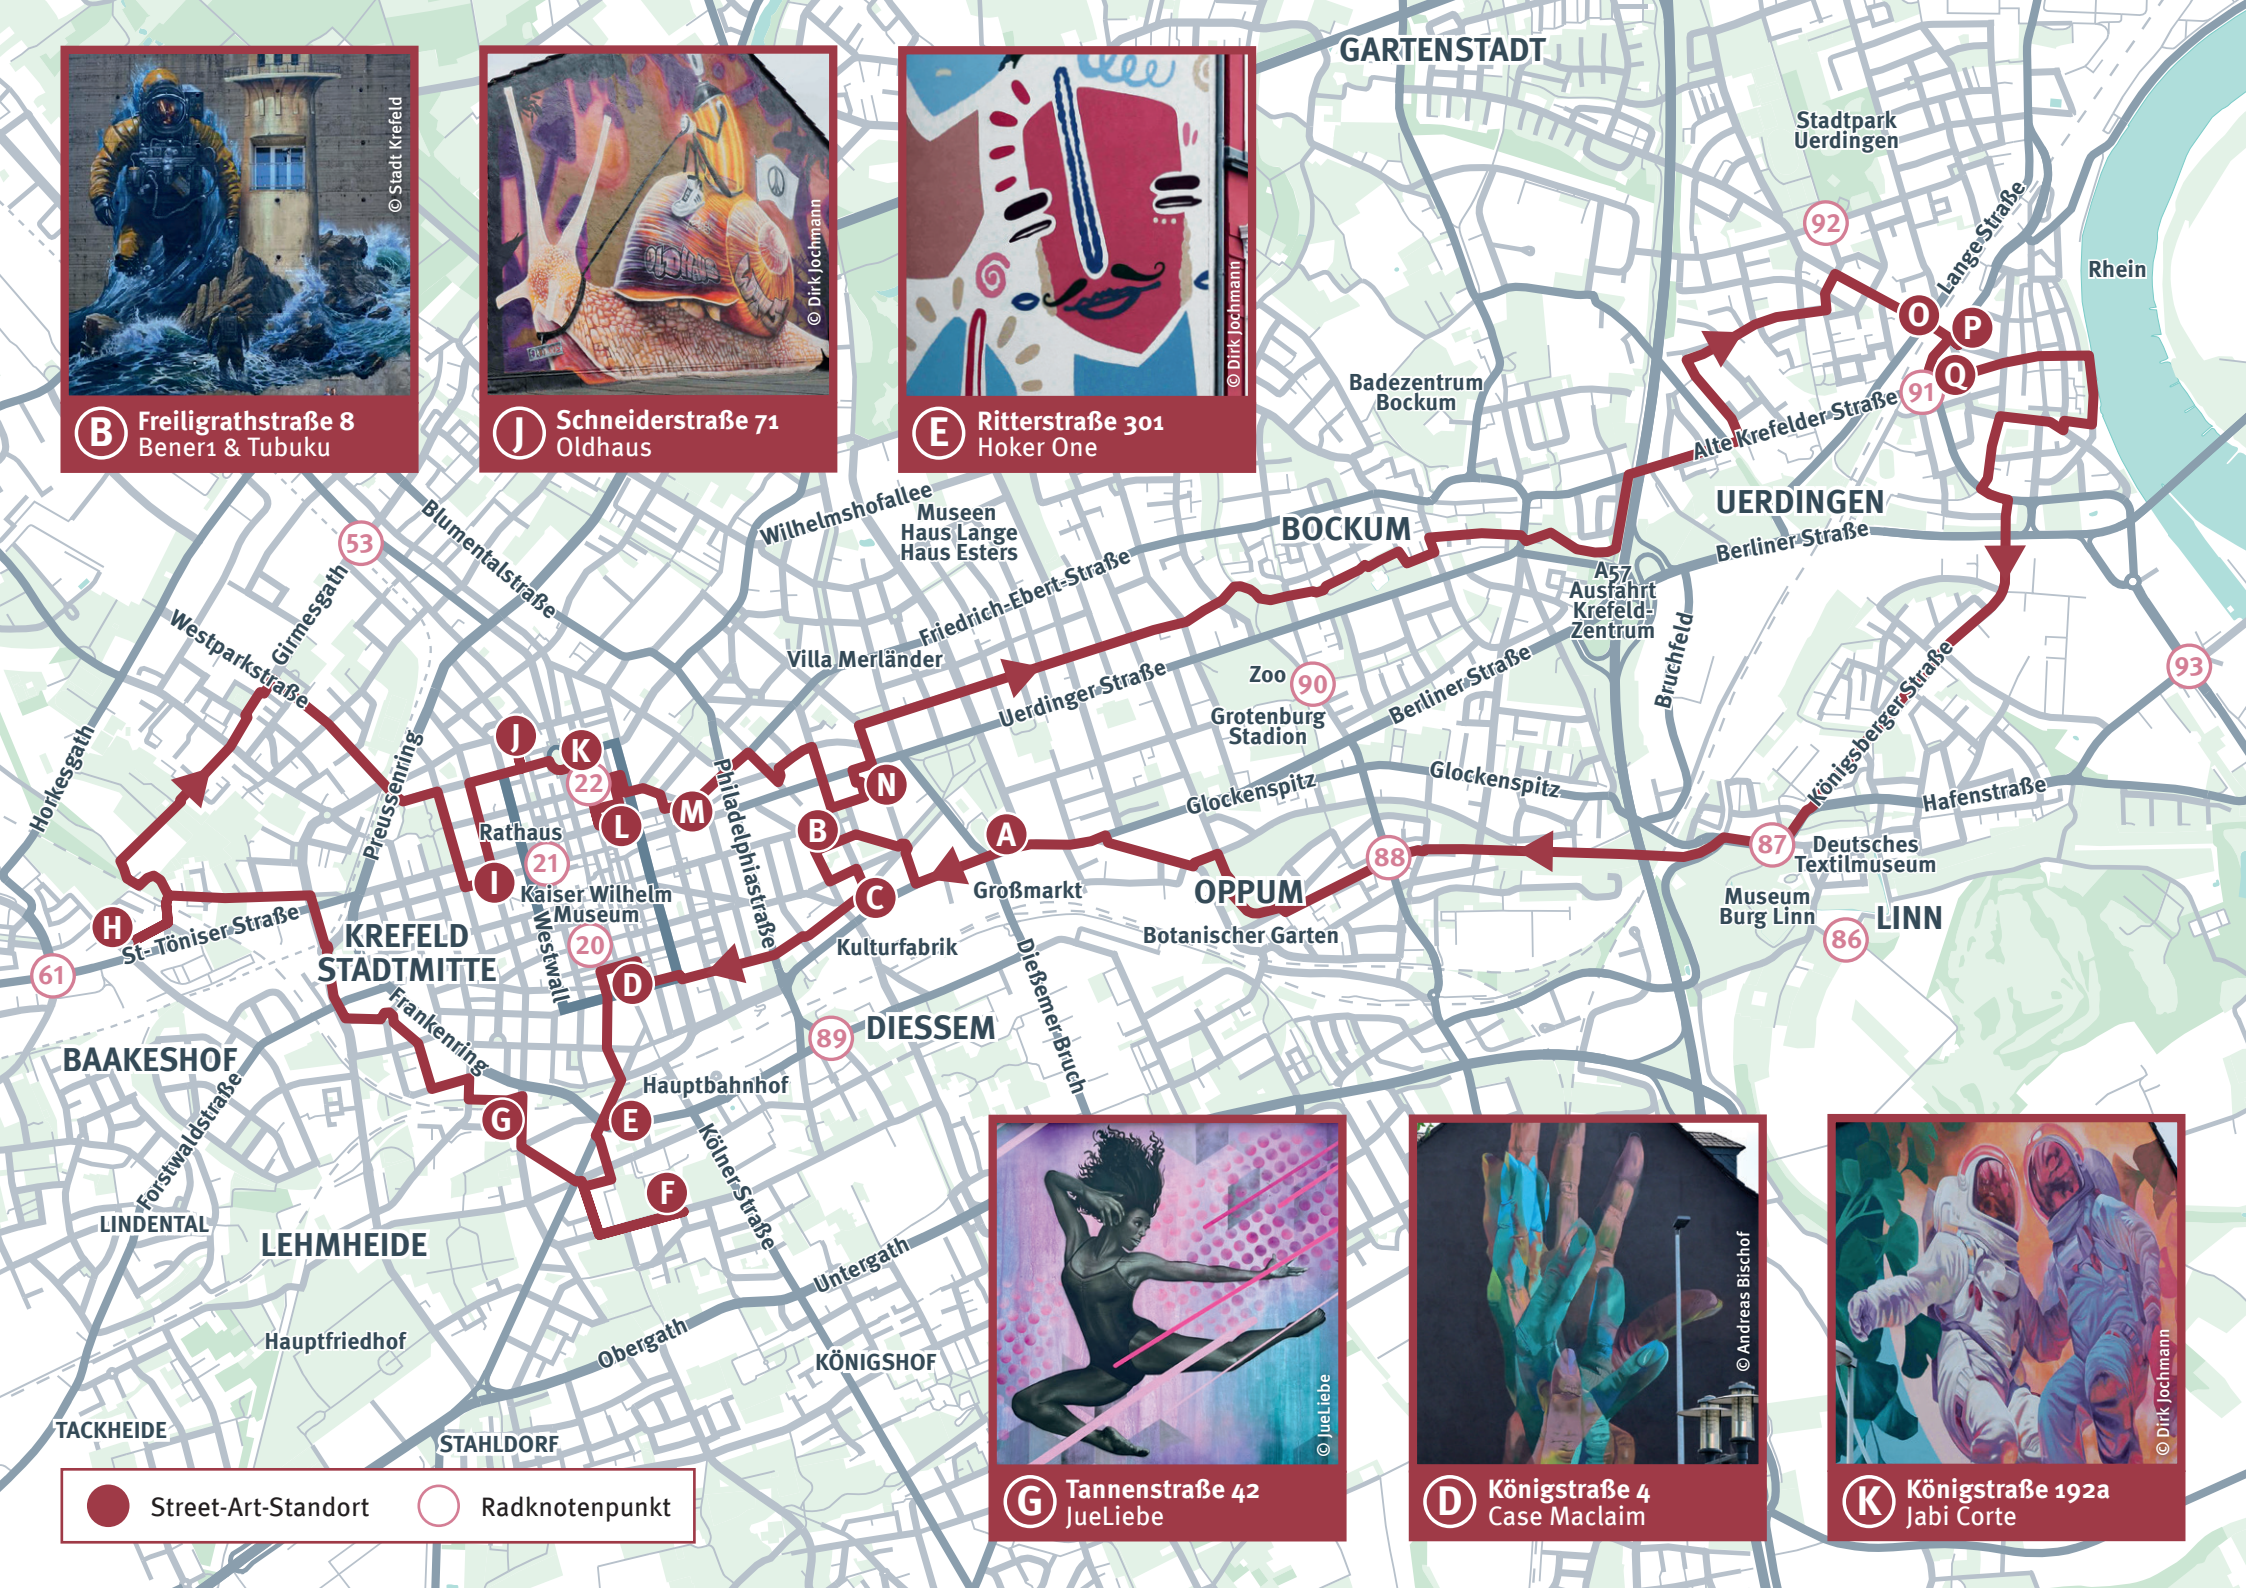 © Stadt Krefeld
B
Freiligrathstraße 8
Bener1 & Tubuku
OLDHAUS
© Dirk Jochmann
J
Schneiderstraße 71
Oldhaus
© Dirk Jochmann
E
Ritterstraße 301
Hoker One
GARTENSTADT
Stadtpark
Uerdingen
92
Lange Straße
Rhein
O
P
Q
91
Alte Krefelder Straße
Badezentrum
Bockum
UERDINGEN
Berliner Straße
BOCKUM
A57
Ausfahrt
Krefeld-
Zentrum
Bruchfeld
93
Königsberger Straße
Hafenstraße
Wilhelmshofallee
Museen
Haus Lange
Haus Esters
Friedrich-Ebert-Straße
Villa Merländer
Uerdinger Straße
Zoo
90
Grotenburg
Stadion
Berliner Straße
Glockenspitz
Glockenspitz
53
Blumentalstraße
Girmesgath
Westparkstraße
Horkesgath
Preussenring
Philadelphiastraße
J
K
22
L
M
N
B
A
C
Rathaus
21
I
Kaiser Wilhelm
Museum
20
Westwall
D
H
St- Töniser Straße
61
KREFELD
STADTMITTE
Großmarkt
Kulturfabrik
OPPUM
88
87
Deutsches
Textilmuseum
Museum
Burg Linn
86
LINN
Botanischer Garten
Dießemer Bruch
89
DIESSEM
Frankenring
BAAKESHOF
Forstwaldstraße
G
Hauptbahnhof
E
F
Kölner Straße
LINDENTAL
LEHMHEIDE
Untergath
Hauptfriedhof
Obergath
KÖNIGSHOF
TACKHEIDE
STAHLDORF
Street-Art-Standort
Radknotenpunkt
© JueLiebe
G
Tannenstraße 42
JueLiebe
© Andreas Bischof
D
Königstraße 4
Case Maclaim
© Dirk Jochmann
K
Königstraße 192a
Jabi Corte